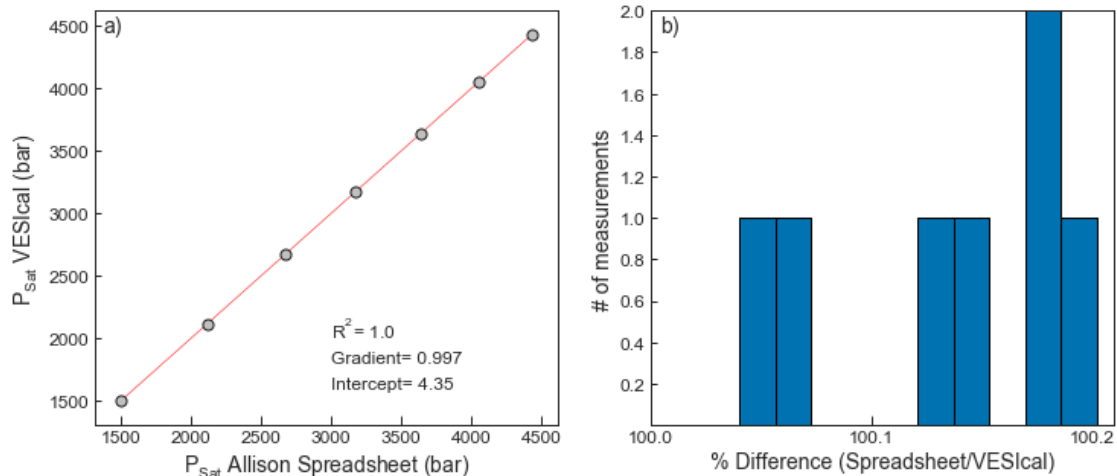 a)
4500
4000
3500
3000
2500
2000
1500
P_Sat VESIcal (bar)
R² = 1.0
Gradient= 0.997
Intercept= 4.35
1500 2000 2500 3000 3500 4000 4500
P_Sat Allison Spreadsheet (bar)
b)
2.0
1.8
1.6
1.4
1.2
1.0
0.8
0.6
0.4
0.2
# of measurements
100.0 100.1 100.2
% Difference (Spreadsheet/VESIcal)